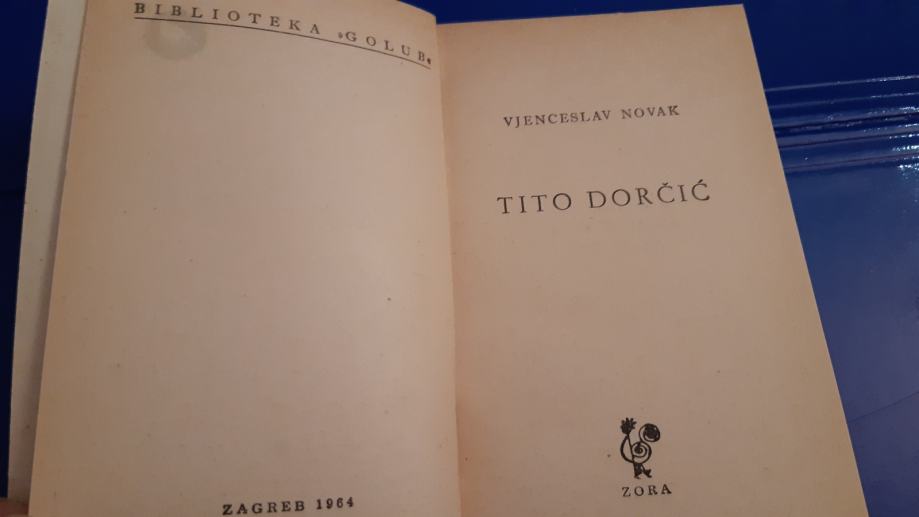 BIBLIOTEKA »GOLUB«
ZAGREB 1964
VJENCESLAV NOVAK
TITO DORČIĆ
ZORA